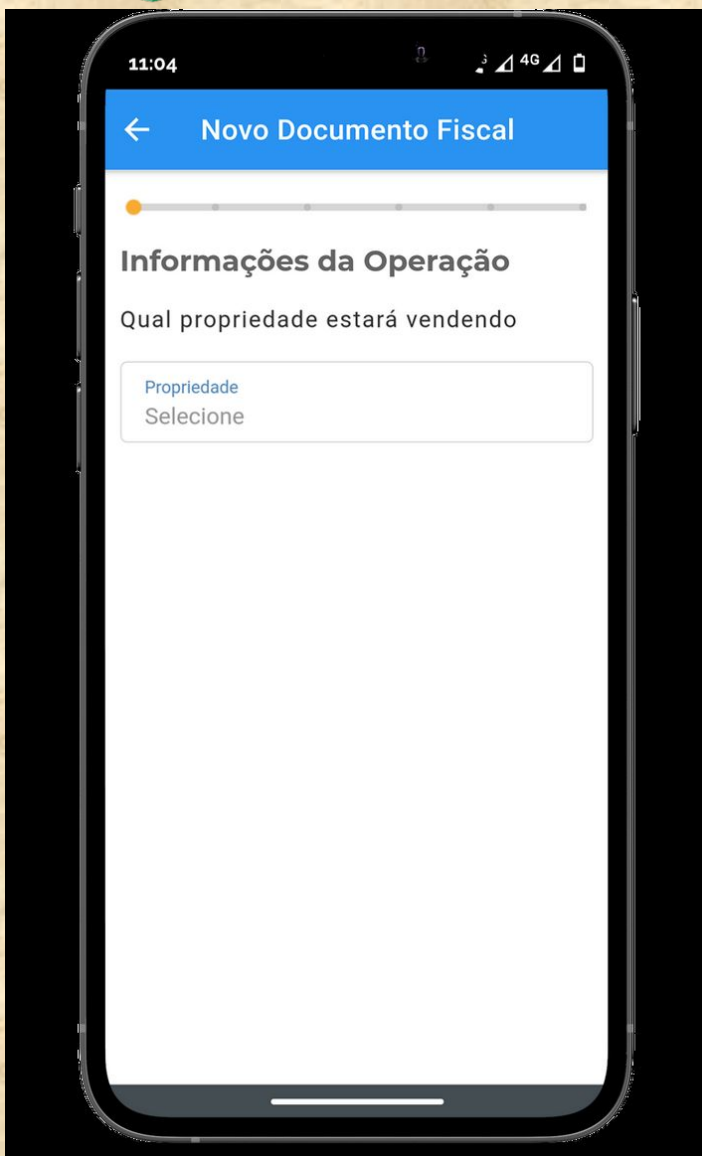 11:04
4G
Novo Documento Fiscal
Informações da Operação
Qual propriedade estará vendendo
Propriedade
Selecione